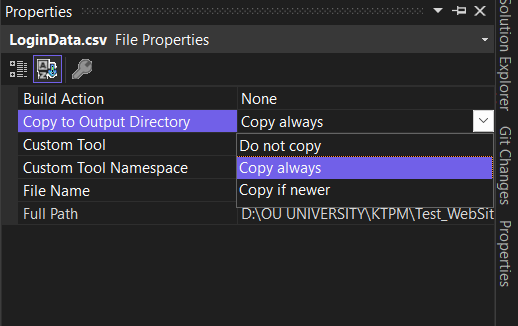 Properties
LoginData.csv File Properties
Build Action None
Copy to Output Directory Copy always
Custom Tool Do not copy
Custom Tool Namespace Copy always
File Name Copy if newer
Full Path D:\OU UNIVERSITY\KTPM\Test_WebSit
Solution Explorer
Git Changes
Properties